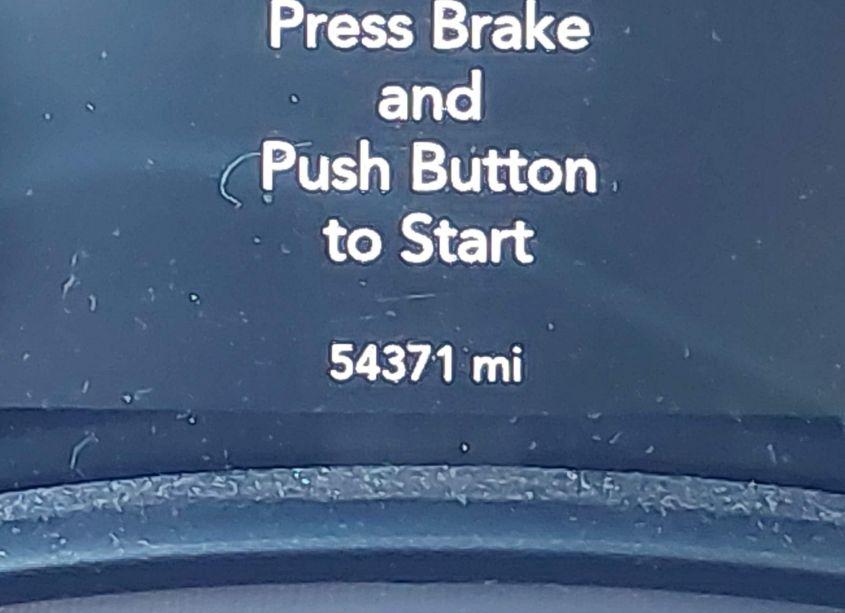 Press Brake
and
Push Button
to Start
54371 mi